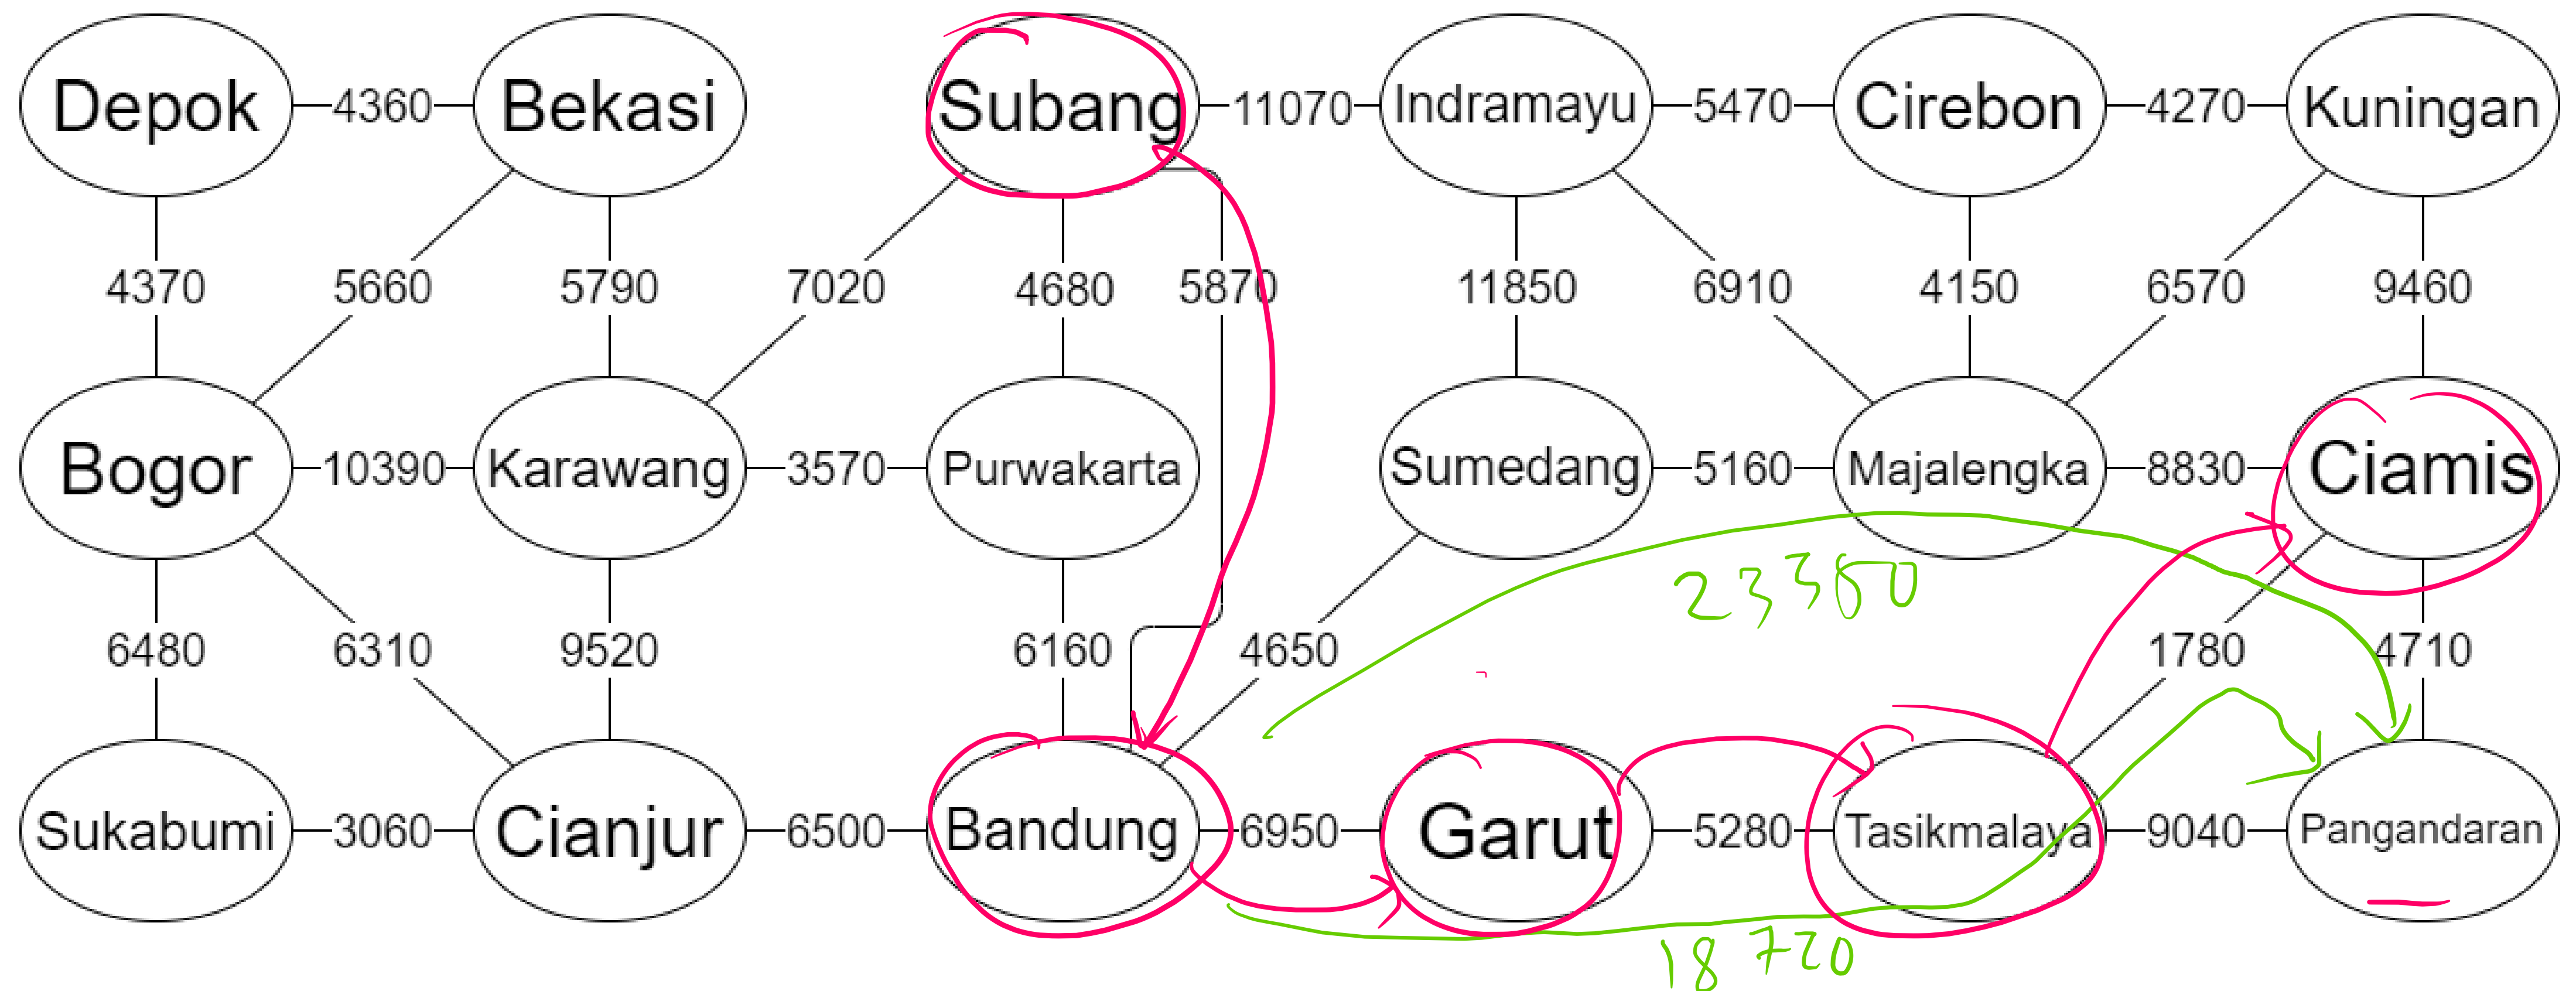 Depok 4360 Bekasi Subang 11070 Indramayu 5470 Cirebon 4270 Kuningan
4370 5660 5790 7020 4680 5870 11850 6910 4150 6570 9460
Bogor 10390 Karawang 3570 Purwakarta Sumedang 5160 Majalengka 8830 Ciamis
23380
6480 6310 9520 6160 4650 1780 4710
Sukabumi 3060 Cianjur 6500 Bandung 6950 Garut 5280 Tasikmalaya 9040 Pangandaran
18720